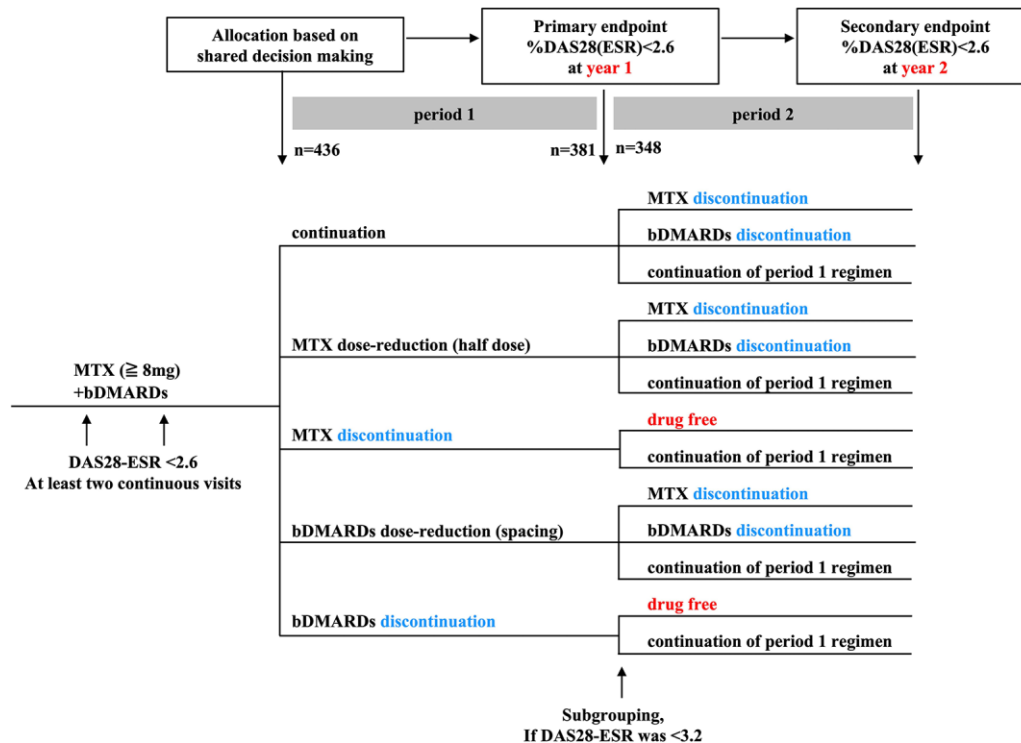 Allocation based on
shared decision making
Primary endpoint
%DAS28(ESR)<2.6
at year 1
Secondary endpoint
%DAS28(ESR)<2.6
at year 2
period 1
period 2
n=436
n=381
n=348
MTX (≧ 8mg)
+bDMARDs
DAS28-ESR <2.6
At least two continuous visits
continuation
MTX discontinuation
bDMARDs discontinuation
continuation of period 1 regimen
MTX dose-reduction (half dose)
MTX discontinuation
bDMARDs discontinuation
continuation of period 1 regimen
MTX discontinuation
drug free
continuation of period 1 regimen
bDMARDs dose-reduction (spacing)
MTX discontinuation
bDMARDs discontinuation
continuation of period 1 regimen
bDMARDs discontinuation
drug free
continuation of period 1 regimen
Subgrouping,
If DAS28-ESR was <3.2